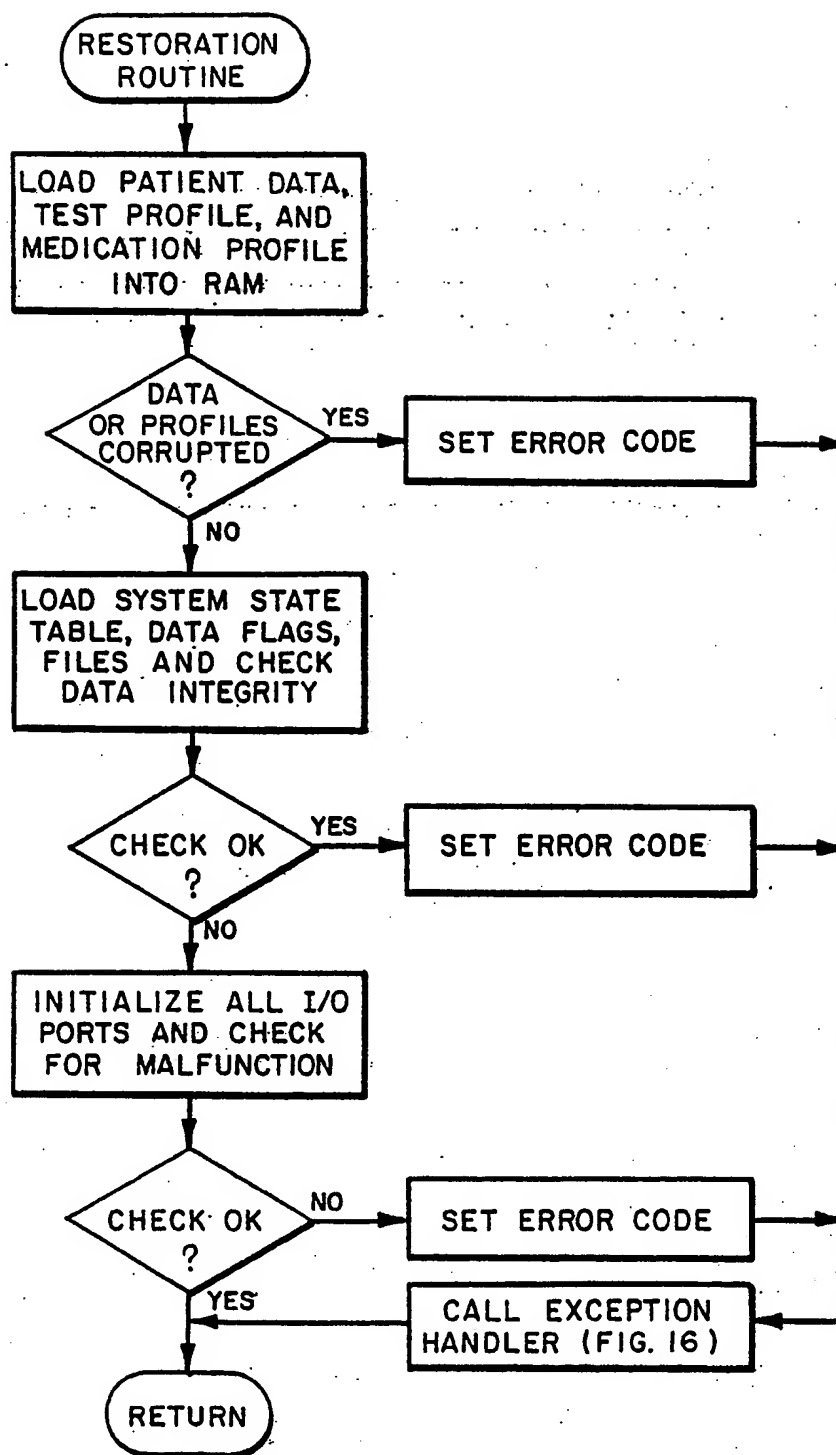 RESTORATION
ROUTINE
LOAD PATIENT DATA,
TEST PROFILE, AND
MEDICATION PROFILE
INTO RAM
DATA
OR PROFILES
CORRUPTED
?
YES
SET ERROR CODE
NO
LOAD SYSTEM STATE
TABLE, DATA FLAGS,
FILES AND CHECK
DATA INTEGRITY
CHECK OK
?
YES
SET ERROR CODE
NO
INITIALIZE ALL I/O
PORTS AND CHECK
FOR MALFUNCTION
CHECK OK
?
NO
SET ERROR CODE
YES
CALL EXCEPTION
HANDLER (FIG. 16)
RETURN